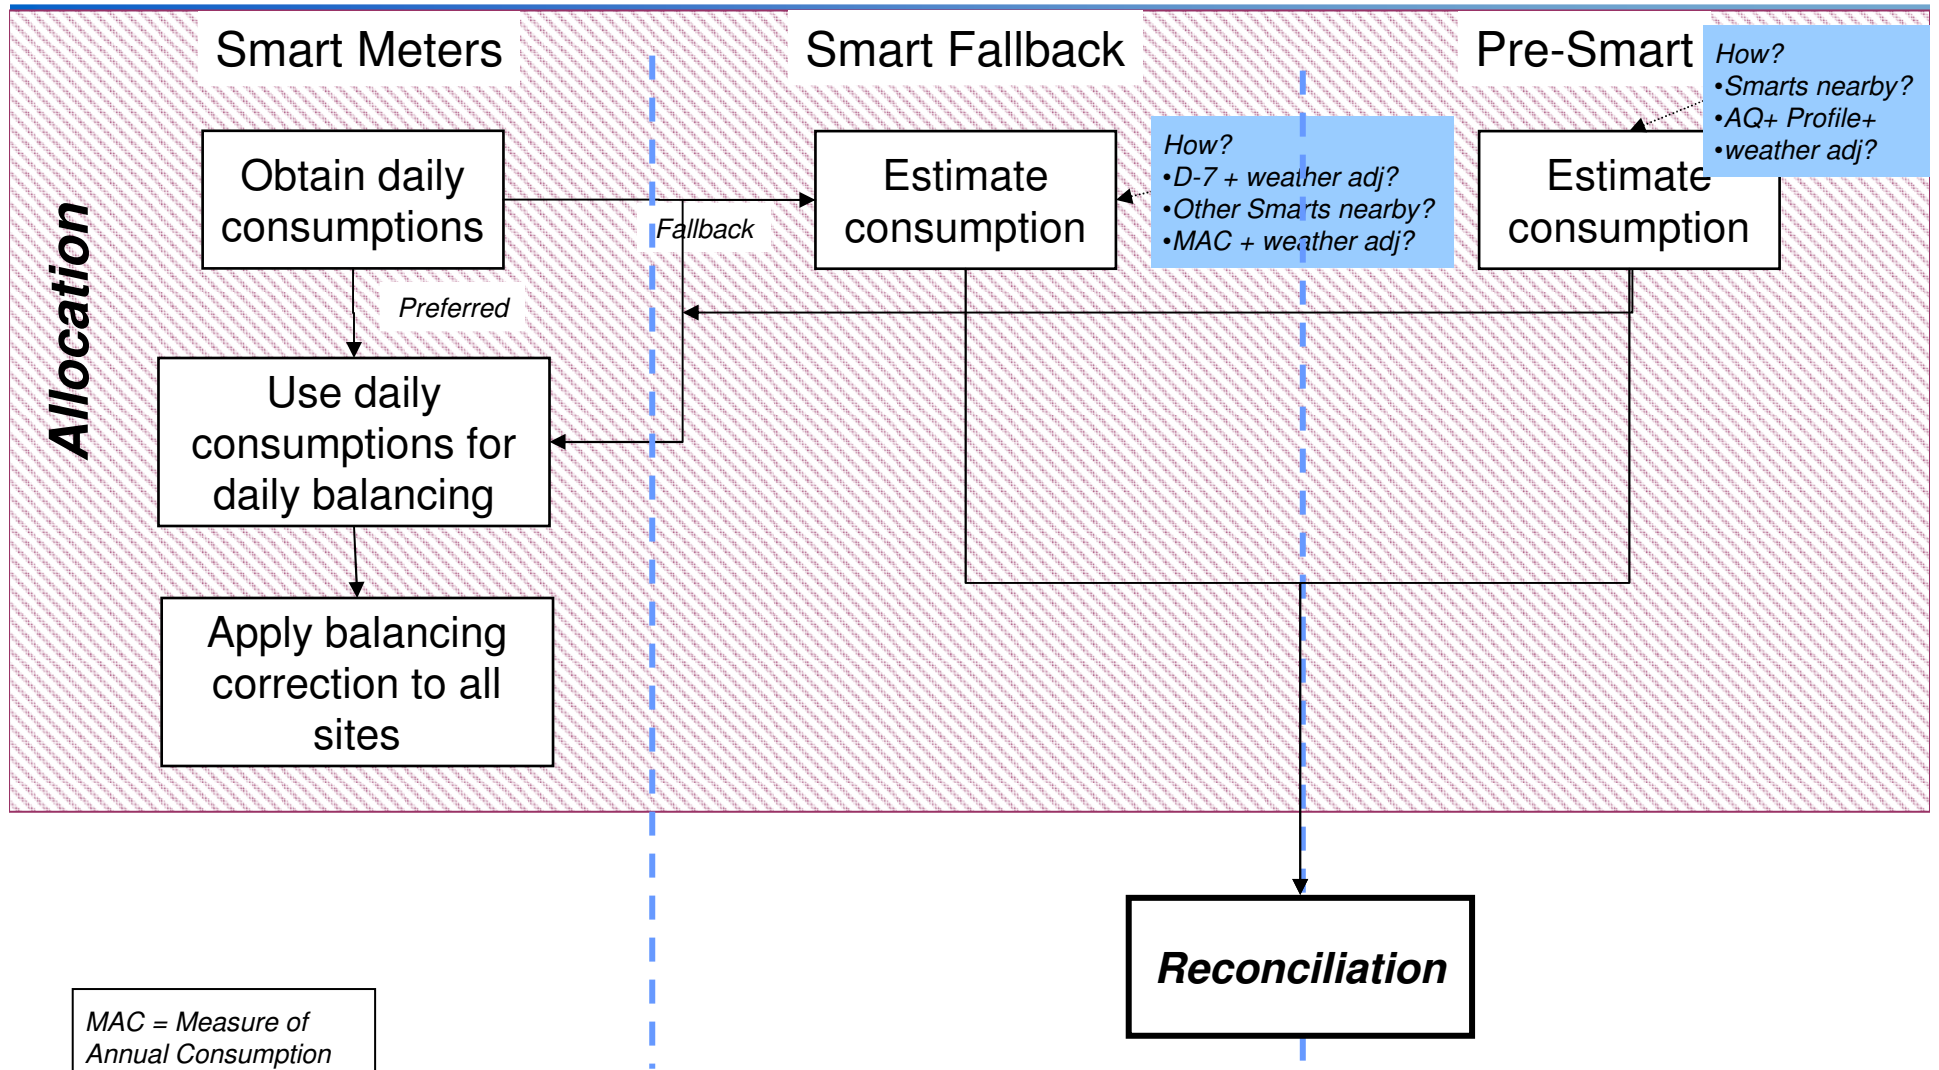 Smart Meters
Smart Fallback
Pre-Smart
How?
•Smarts nearby?
•AQ+ Profile+
•weather adj?
Obtain daily
consumptions
Estimate
consumption
How?
•D-7 + weather adj?
•Other Smarts nearby?
•MAC + weather adj?
Estimate
consumption
Fallback
Preferred
Allocation
Use daily
consumptions for
daily balancing
Apply balancing
correction to all
sites
Reconciliation
MAC = Measure of
Annual Consumption